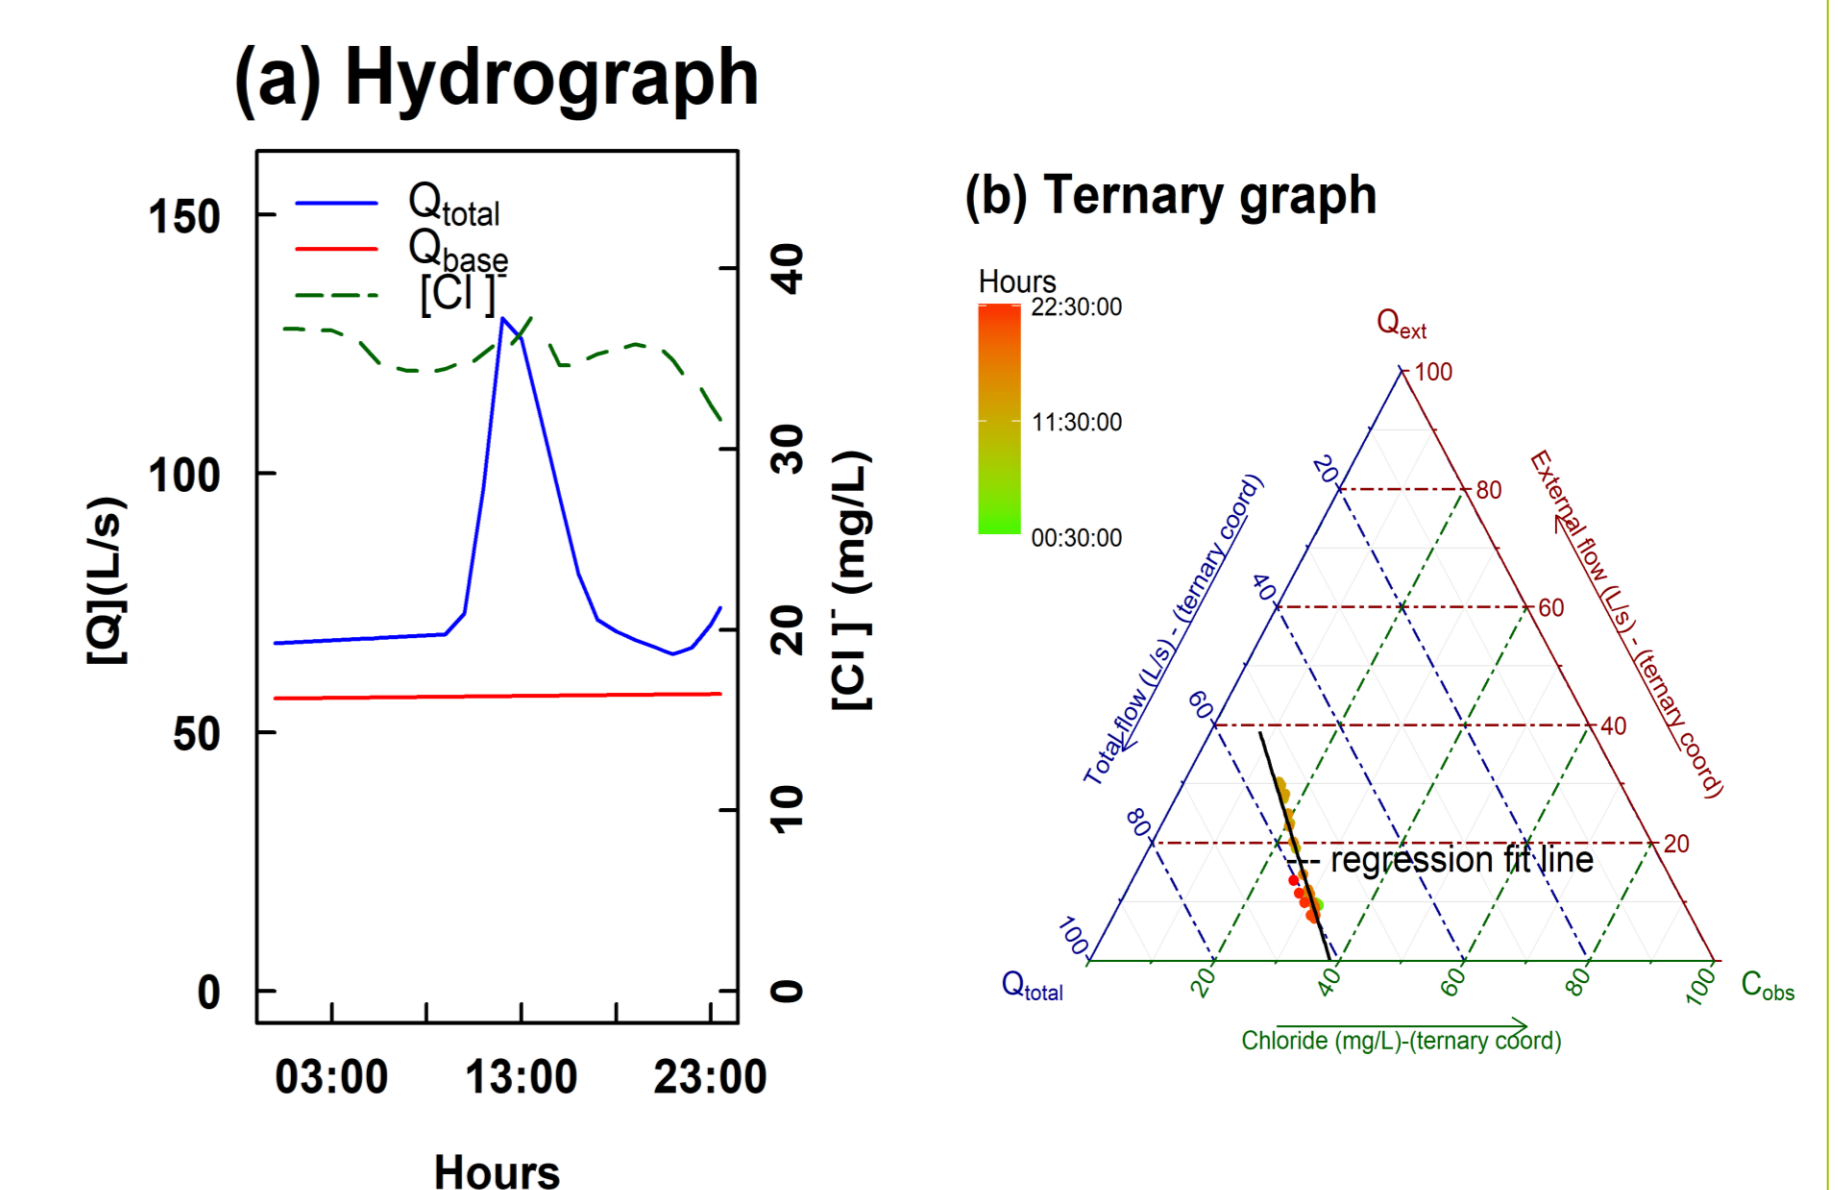 (a) Hydrograph
Qtotal
Qbase
[Cl ]-
150
100
50
0
[Q](L/s)
40
30
20
10
0
[Cl ]- (mg/L)
03:00
13:00
23:00
Hours
(b) Ternary graph
Hours
22:30:00
11:30:00
00:30:00
Qext
100
80
60
40
20
External flow (L/s) - (ternary coord)
20
40
60
80
100
Total flow (L/s) - (ternary coord)
--- regression fit line
Qtotal
20
40
60
80
100
Cobs
Chloride (mg/L)-(ternary coord)